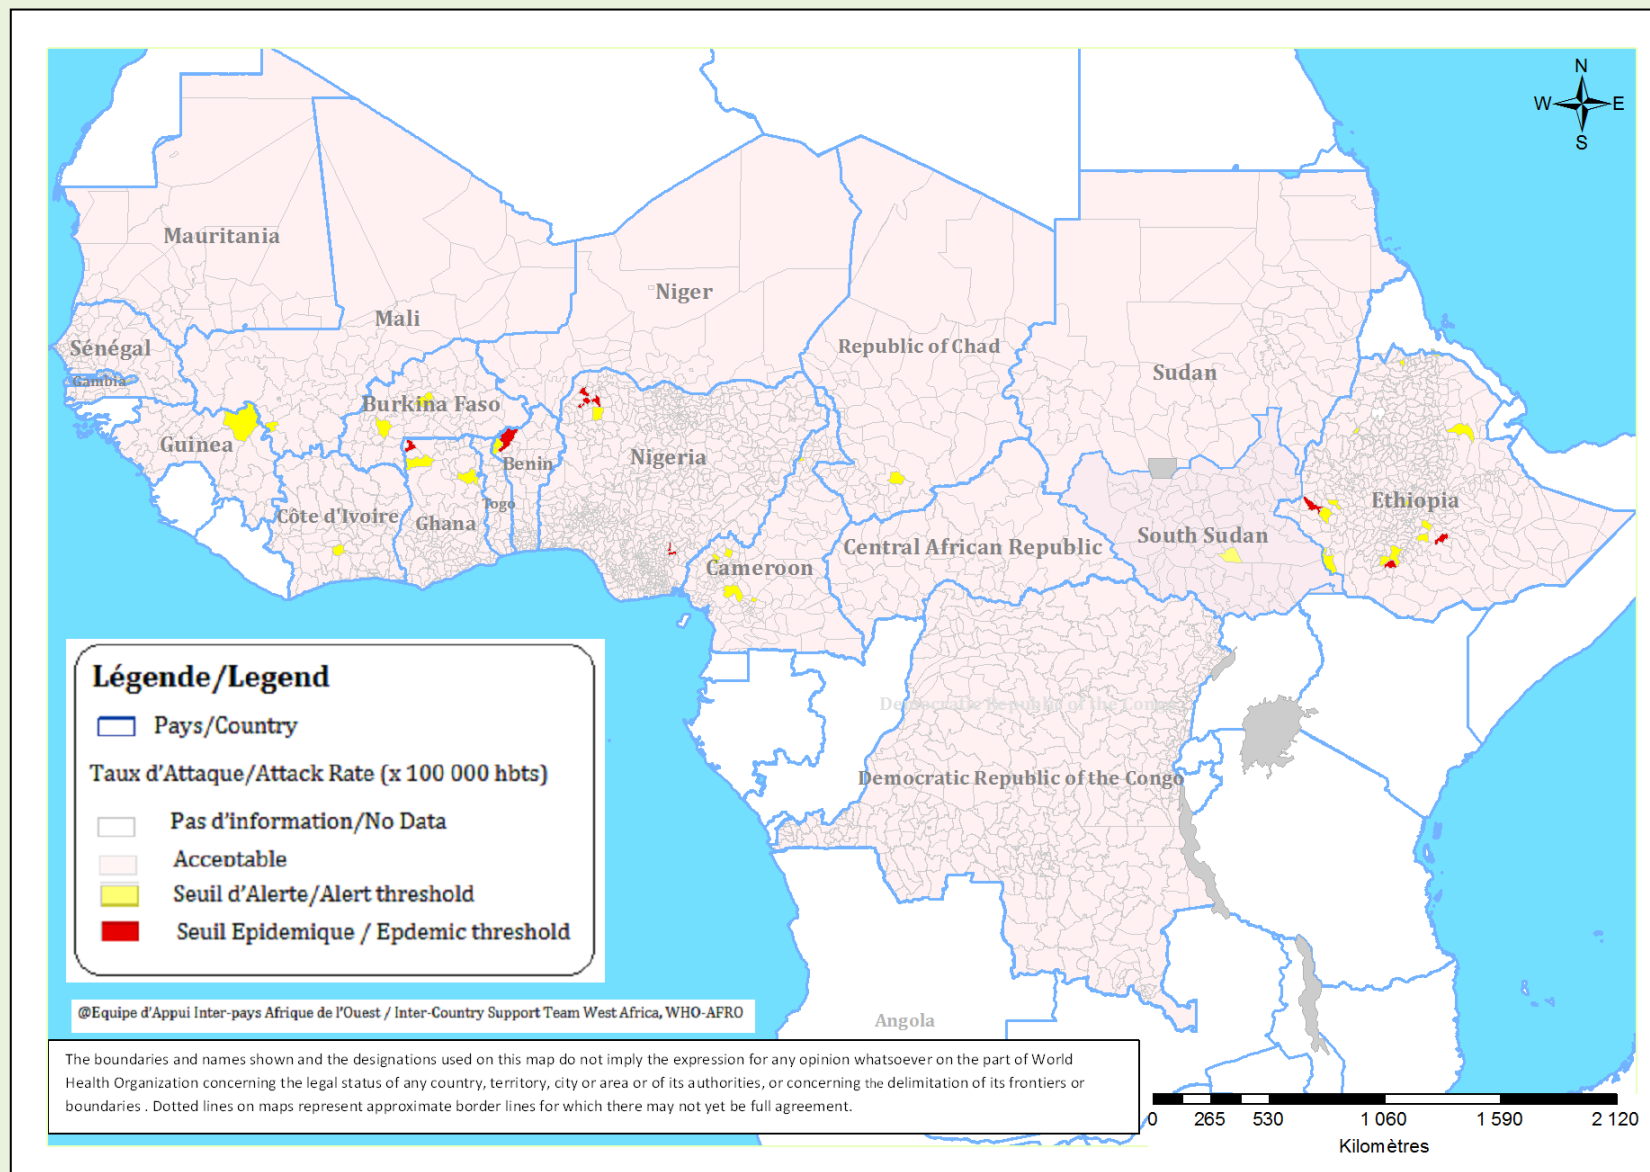 N
W E
S
Mauritania
Niger
Mali
Republic of Chad
Sénégal
Sudan
Gambia
Burkina Faso
Guinea
Nigeria
Benin
Ethiopia
Togo
Côte d'Ivoire
Ghana
South Sudan
Central African Republic
Cameroon
Democratic Republic of the Congo
Democratic Republic of the Congo
Angola
Légende/Legend
Pays/Country
Taux d'Attaque/Attack Rate (x 100 000 hbts)
Pas d'information/No Data
Acceptable
Seuil d'Alerte/Alert threshold
Seuil Epidemique / Epdemic threshold
@Equipe d'Appui Inter-pays Afrique de l'Ouest / Inter-Country Support Team West Africa, WHO-AFRO
The boundaries and names shown and the designations used on this map do not imply the expression for any opinion whatsoever on the part of World
Health Organization concerning the legal status of any country, territory, city or area or of its authorities, or concerning the delimitation of its frontiers or
boundaries . Dotted lines on maps represent approximate border lines for which there may not yet be full agreement.
0 265 530 1 060 1 590 2 120
Kilomètres